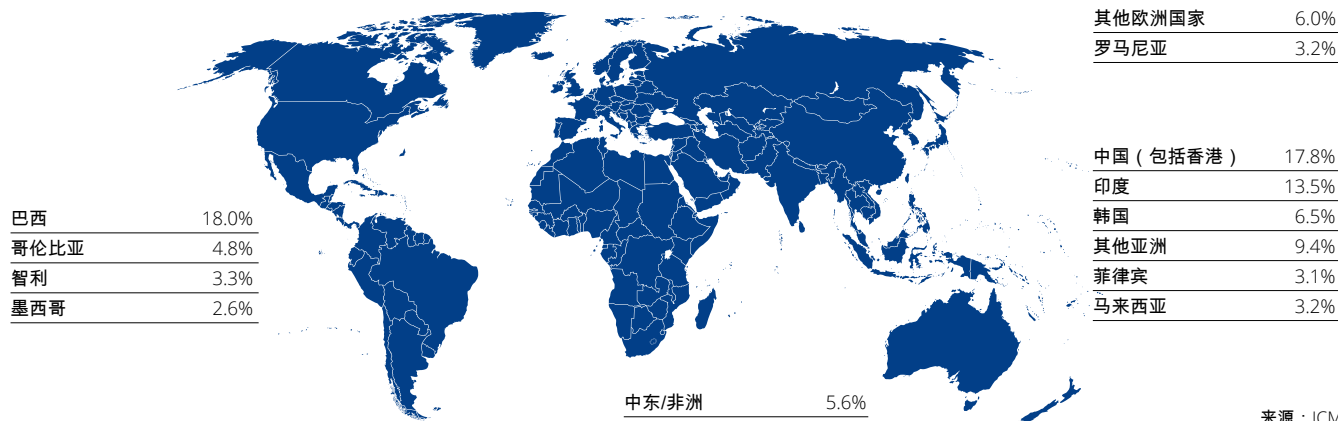 其他欧洲国家 6.0%
罗马尼亚 3.2%
中国（包括香港） 17.8%
印度 13.5%
韩国 6.5%
其他亚洲 9.4%
菲律宾 3.1%
马来西亚 3.2%
巴西 18.0%
哥伦比亚 4.8%
智利 3.3%
墨西哥 2.6%
中东/非洲 5.6%
来源：ICM